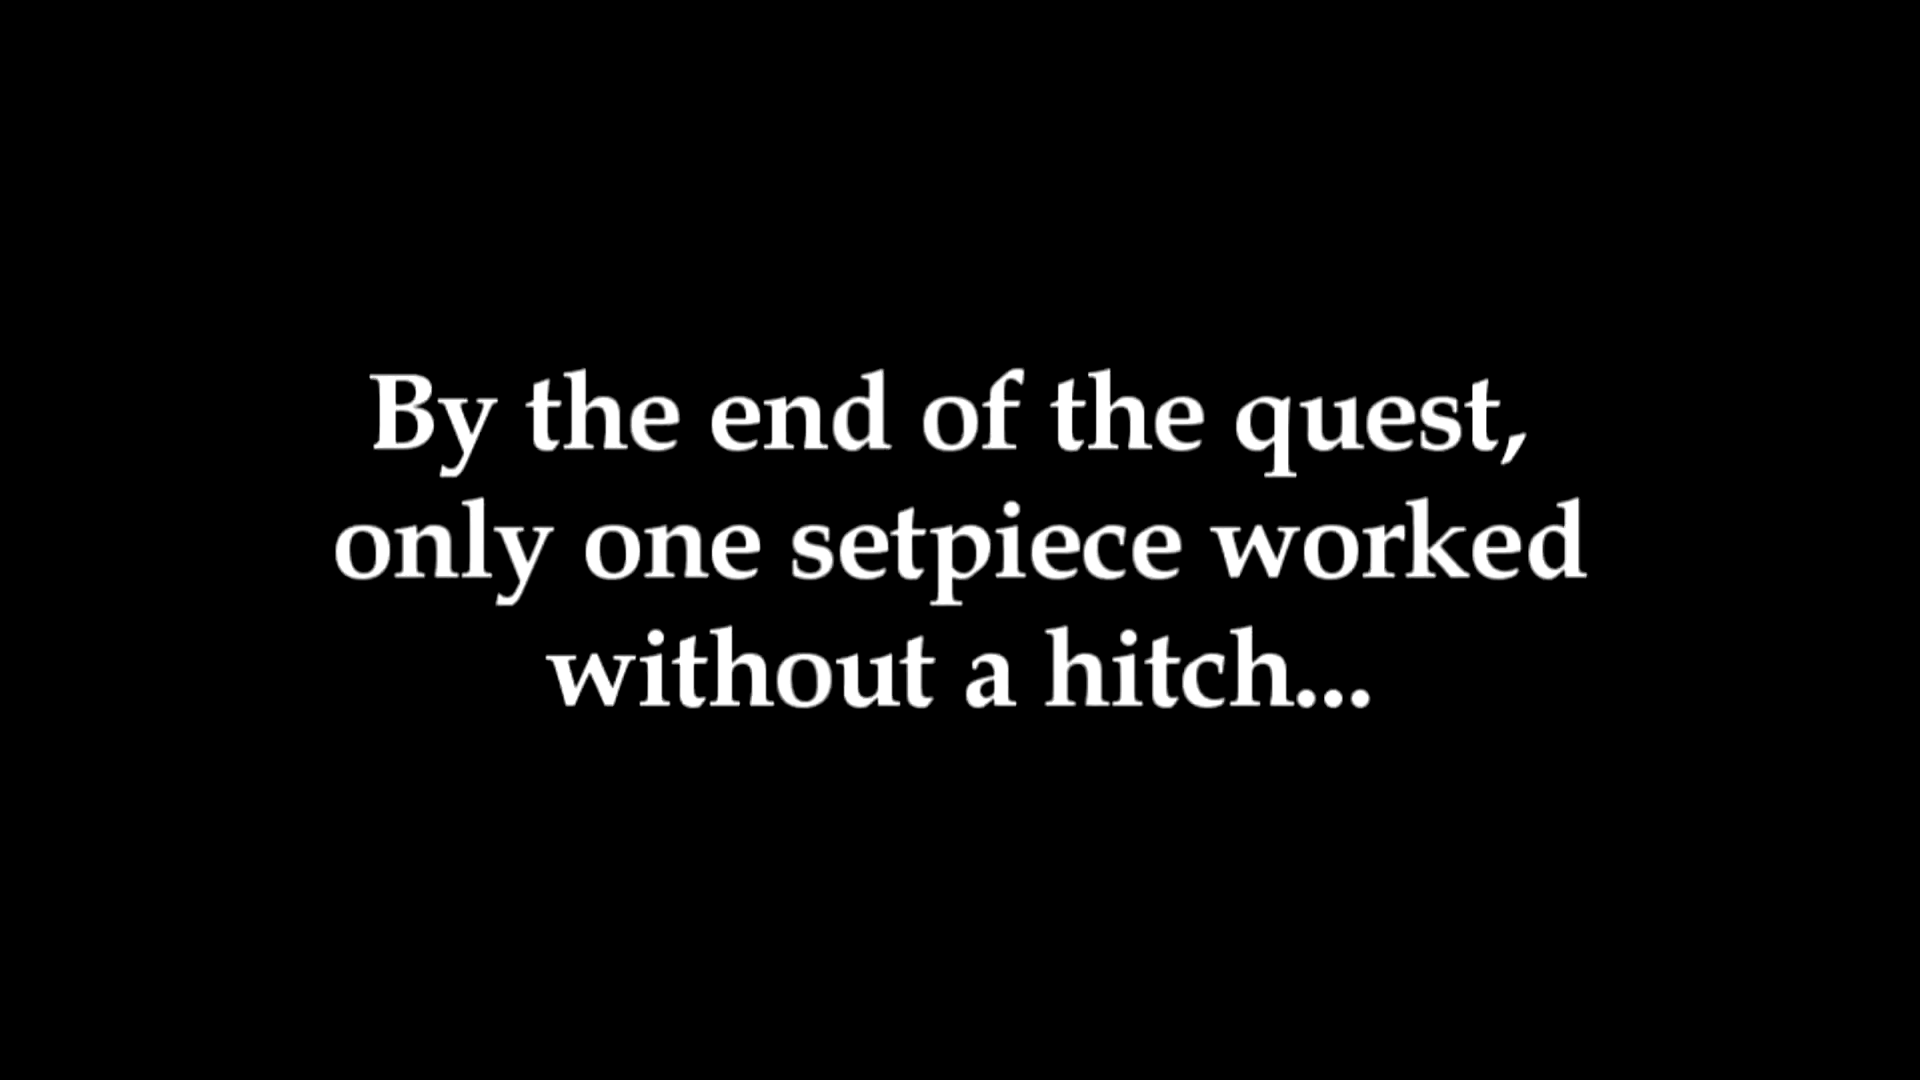 By the end of the quest,
only one setpiece worked
without a hitch...